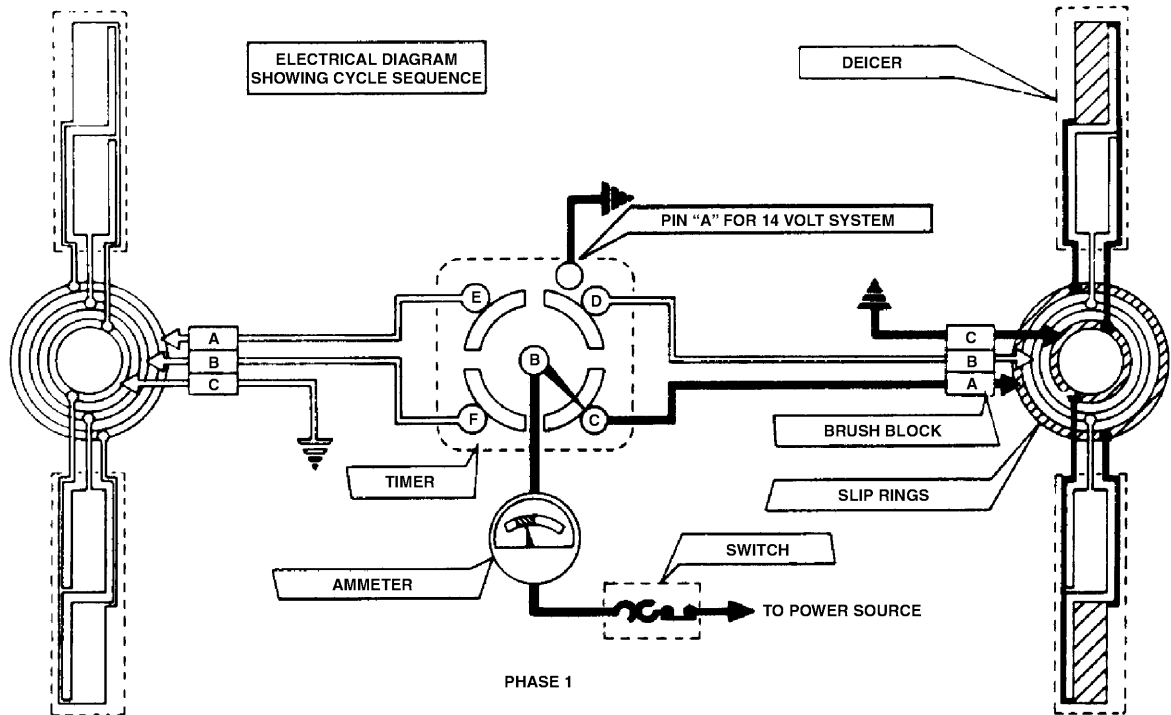 ELECTRICAL DIAGRAM
SHOWING CYCLE SEQUENCE
DEICER
PIN “A” FOR 14 VOLT SYSTEM
E
D
A
B
C
B
C
B
A
F
C
BRUSH BLOCK
TIMER
SLIP RINGS
SWITCH
AMMETER
TO POWER SOURCE
PHASE 1